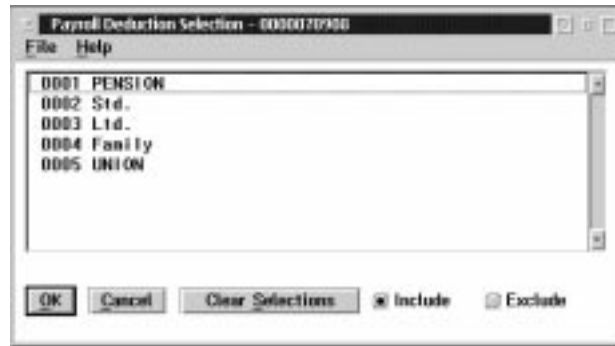 Payroll Deduction Selection - 0000020908
File Help
0001 PENSION
0002 Std.
0003 Ltd.
0004 Family
0005 UNION
OK Cancel Clear Selections Include Exclude